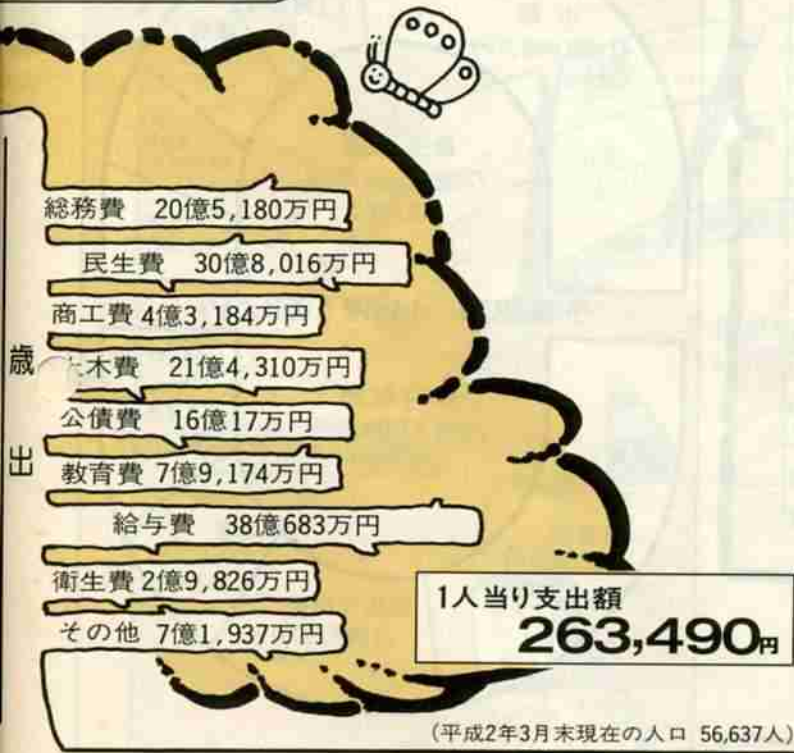 歳出
総務費 20億5,180万円
民生費 30億8,016万円
商工費 4億3,184万円
木費 21億4,310万円
公債費 16億17万円
教育費 7億9,174万円
給与費 38億683万円
衛生費 2億9,826万円
その他 7億1,937万円
1人当り支出額
263,490円
(平成2年3月末現在の人口 56,637人)